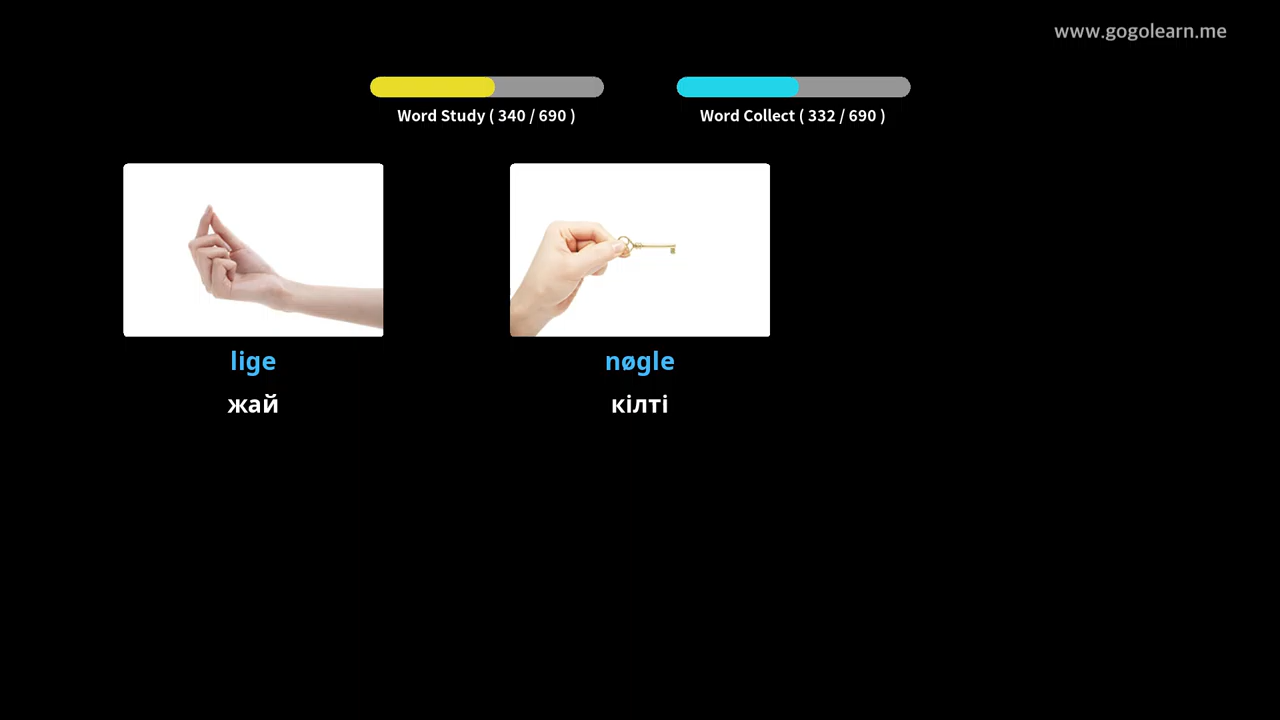 www.gogolearn.me
Word Study ( 340 / 690 )
Word Collect ( 332 / 690 )
lige
nøgle
жай
кілті